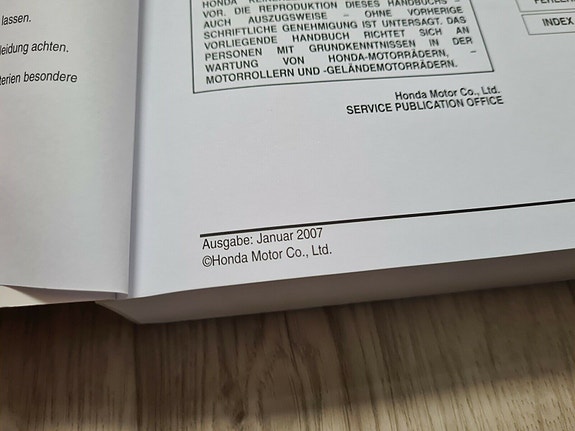 lassen.
leidung achten.
terien besondere
HONDA
VOR. DIE REPRODUKTION DIESES HANDBUCHS –
AUCH AUSZUGSWEISE – OHNE VORHERIGE
SCHRIFTLICHE GENEHMIGUNG IST UNTERSAGT. DAS
VORLIEGENDE HANDBUCH RICHTET SICH AN
PERSONEN MIT GRUNDKENNTNISSEN IN DER
WARTUNG VON HONDA-MOTORRÄDERN, –
MOTORROLLERN UND -GELÄNDEMOTORRÄDERN.
Honda Motor Co., Ltd.
SERVICE PUBLICATION OFFICE
INDEX
Ausgabe: Januar 2007
©Honda Motor Co., Ltd.